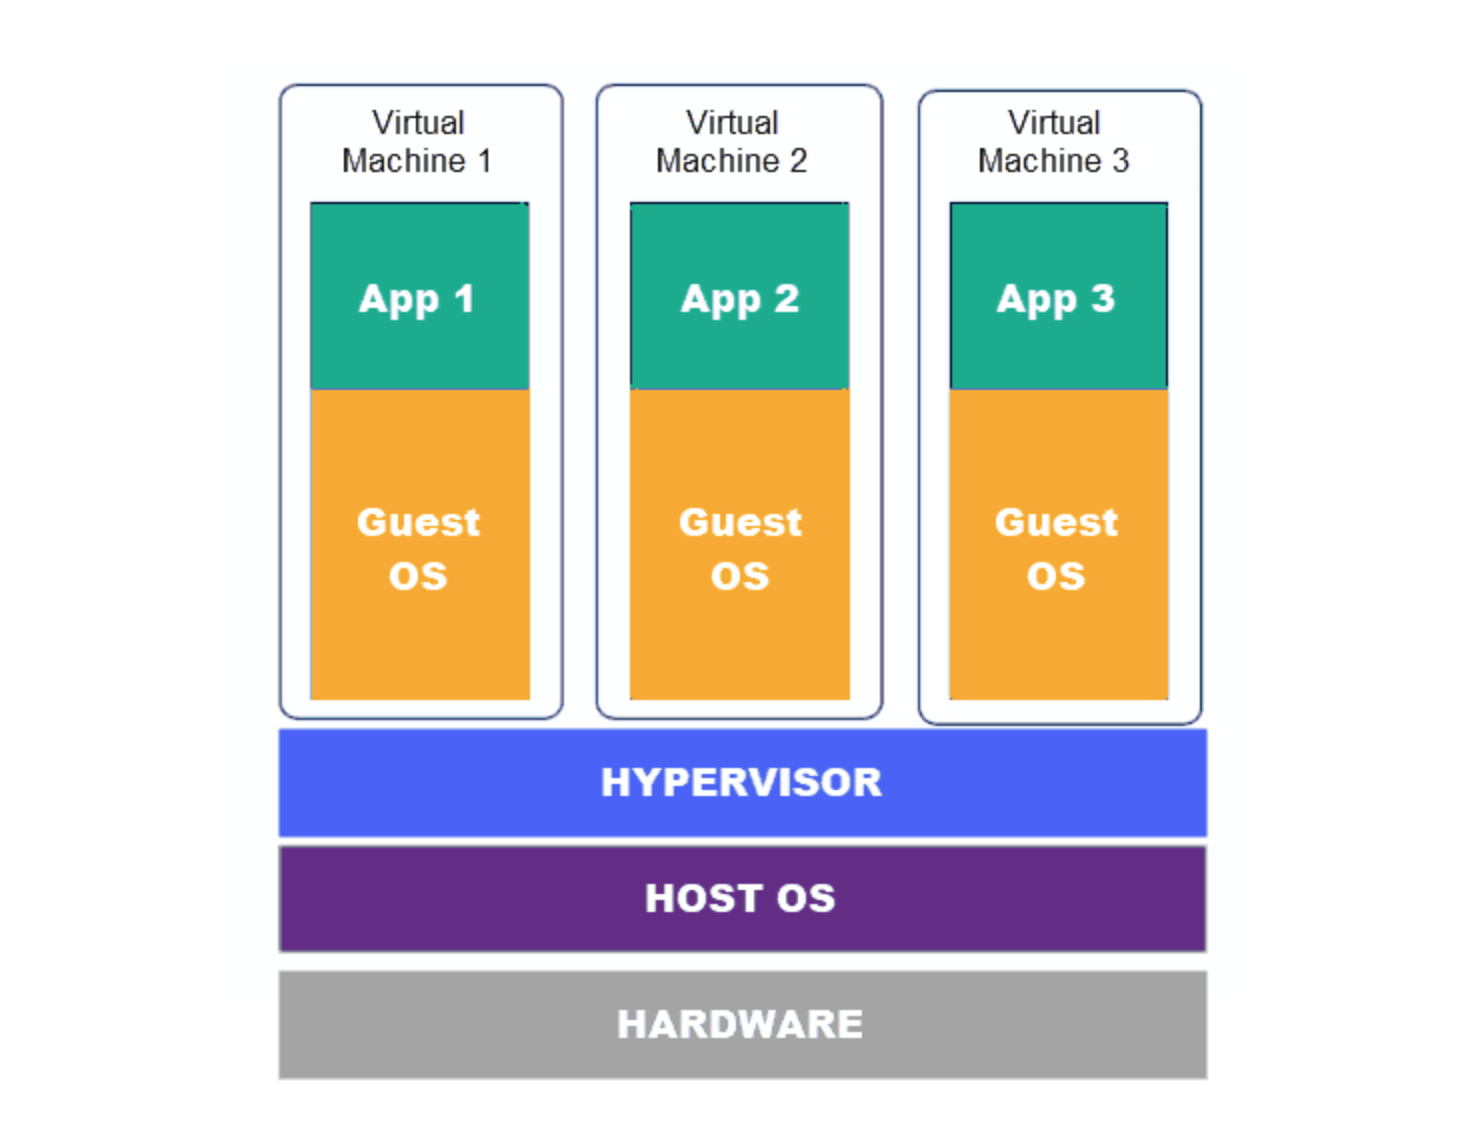 Virtual
Machine 1
Virtual
Machine 2
Virtual
Machine 3
App 1
App 2
App 3
Guest
OS
Guest
OS
Guest
OS
HYPERVISOR
HOST OS
HARDWARE